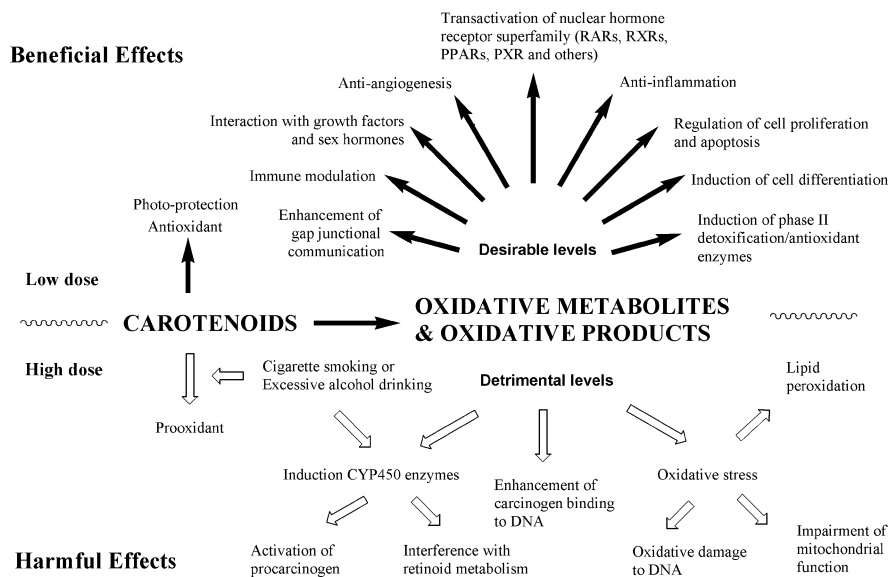 Transactivation of nuclear hormone
receptor superfamily (RARs, RXRs,
PPARs, PXR and others)
Beneficial Effects
Anti-angiogenesis
Anti-inflammation
Interaction with growth factors
and sex hormones
Regulation of cell proliferation
and apoptosis
Immune modulation
Induction of cell differentiation
Photo-protection
Antioxidant
Enhancement of
gap junctional
communication
Desirable levels
Induction of phase II
detoxification/antioxidant
enzymes
Low dose
CAROTENOIDS
OXIDATIVE METABOLITES
& OXIDATIVE PRODUCTS
High dose
Cigarette smoking or
Excessive alcohol drinking
Detrimental levels
Lipid
peroxidation
Prooxidant
Induction CYP450 enzymes
Enhancement of
carcinogen binding
to DNA
Oxidative stress
Harmful Effects
Activation of
procarcinogen
Interference with
retinoid metabolism
Oxidative damage
to DNA
Impairment of
mitochondrial
function